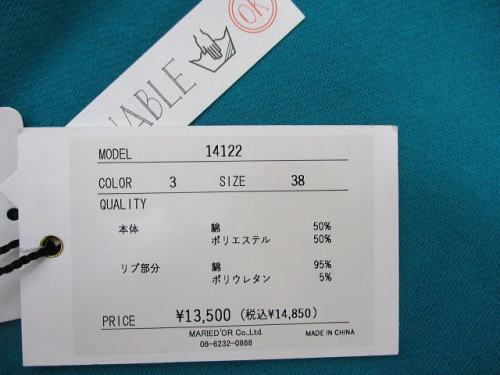 OK
ABLE
MODEL 14122
COLOR 3 SIZE 38
QUALITY
本体 綿 50%
ポリエステル 50%
リブ部分 綿 95%
ポリウレタン 5%
PRICE ¥13,500 (税込¥14,850)
MARIED'OR Co.,Ltd. MADE IN CHINA
06-6232-0868